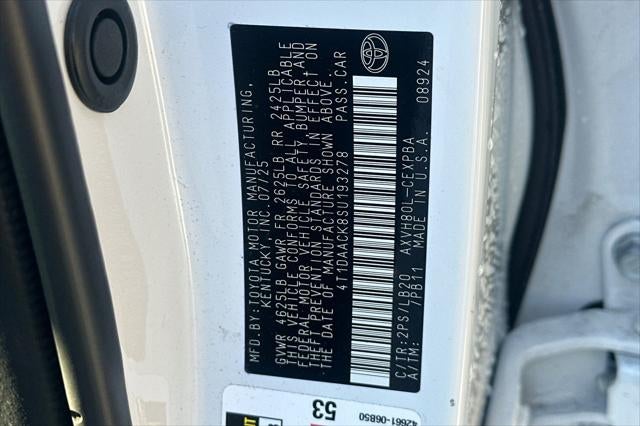 MFD.BY:TOYOTA MOTOR MANUFACTURING,
KENTUCKY, INC. 07/25
GVWR 4625LB GAWR FR 2625LB RR 2425LB
THIS VEHICLE CONFORMS TO ALL APPLICABLE
FEDERAL MOTOR VEHICLE SAFETY, BUMPER, AND
THEFT PREVENTION STANDARDS IN EFFECT ON
THE DATE OF MANUFACTURE SHOWN ABOVE.
4T1DAACK8SU193278 PASS.CAR
C/TR:2PS/LB20 AXVH80L-CEXPBA
A/TM: 7PB11 MADE IN U.S.A. 08924
53
42661-06B50